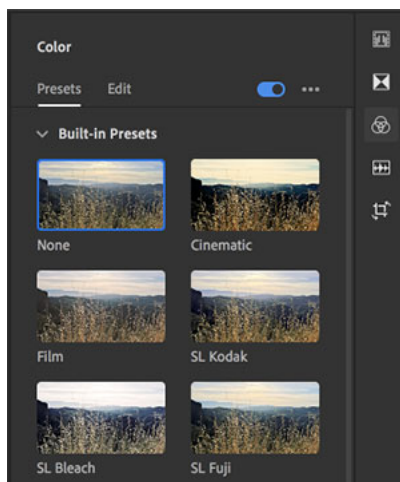 Color
Presets Edit
Built-in Presets
None Cinematic
Film SL Kodak
SL Bleach SL Fuji